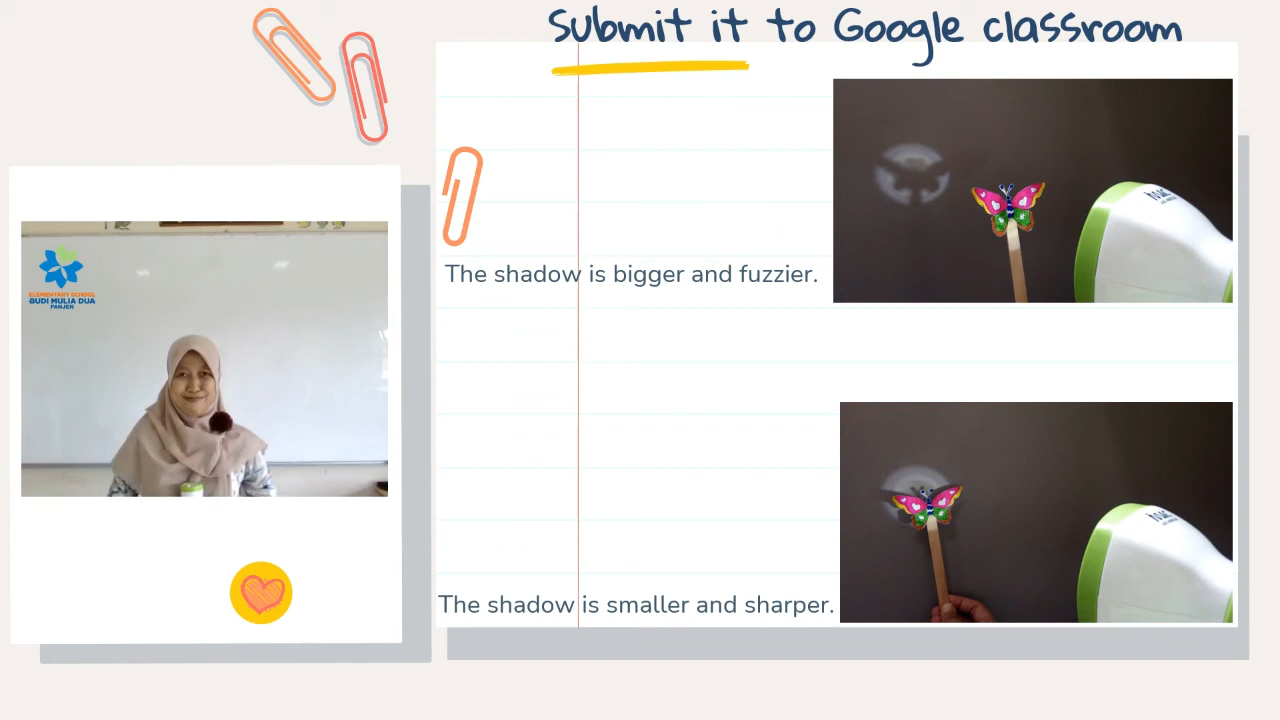 Submit it to Google classroom
ELEMENTARY SCHOOL
BUDI MULIA DUA
PANJEN
The shadow is bigger and fuzzier.
The shadow is smaller and sharper.